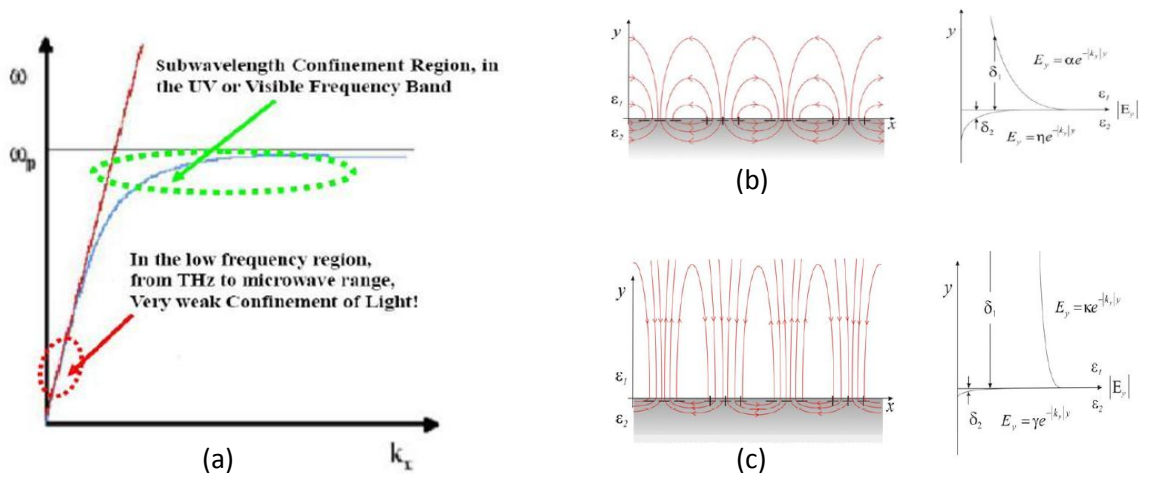 ω
Subwavelength Confinement Region, in
the UV or Visible Frequency Band
ωp
In the low frequency region,
from THz to microwave range,
Very weak Confinement of Light!
kx
(a)
y
ε1
ε2
x
y
δ1
Ey = αe^-|ky|y
ε1
|Ey|
ε2
δ2
Ey = ηe^-|ky|y
(b)
y
ε1
ε2
x
y
δ1
Ey = κe^-|ky|y
ε1
|Ey|
ε2
δ2
Ey = γe^-|ky|y
(c)